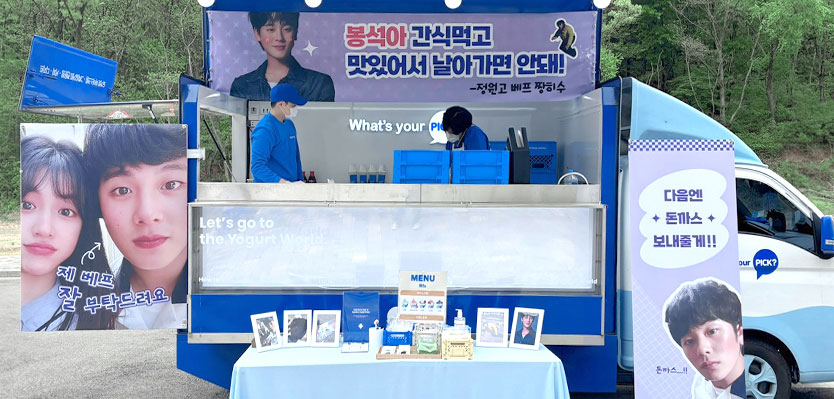 봉석아 간식먹고
맛있어서 날아가면 안돼!
-정원고 베프 짱히수
What's your PICK
다음엔
돈까스
보내줄게!!
제 베프
잘 부탁드려요
Let's go to
the Yogurt World
your PICK?
MENU
메뉴
돈까스...!!